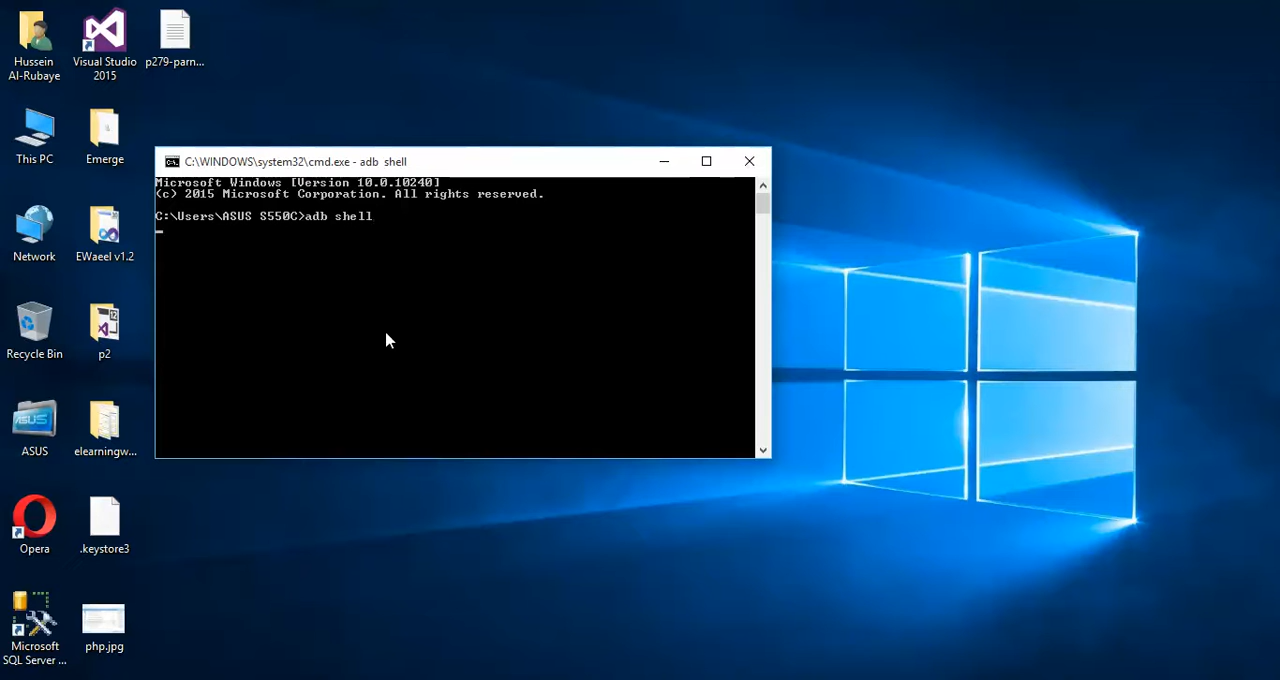 Hussein
Al-Rubaye
Visual Studio
2015
p279-parn...
This PC
Emerge
Network
EWaeel v1.2
Recycle Bin
p2
ASUS
elearningw...
Opera
.keystore3
Microsoft
SQL Server ...
php.jpg
C:\WINDOWS\system32\cmd.exe - adb  shell
Microsoft Windows [Version 10.0.10240]
(c) 2015 Microsoft Corporation. All rights reserved.
C:\Users\ASUS S550C>adb shell